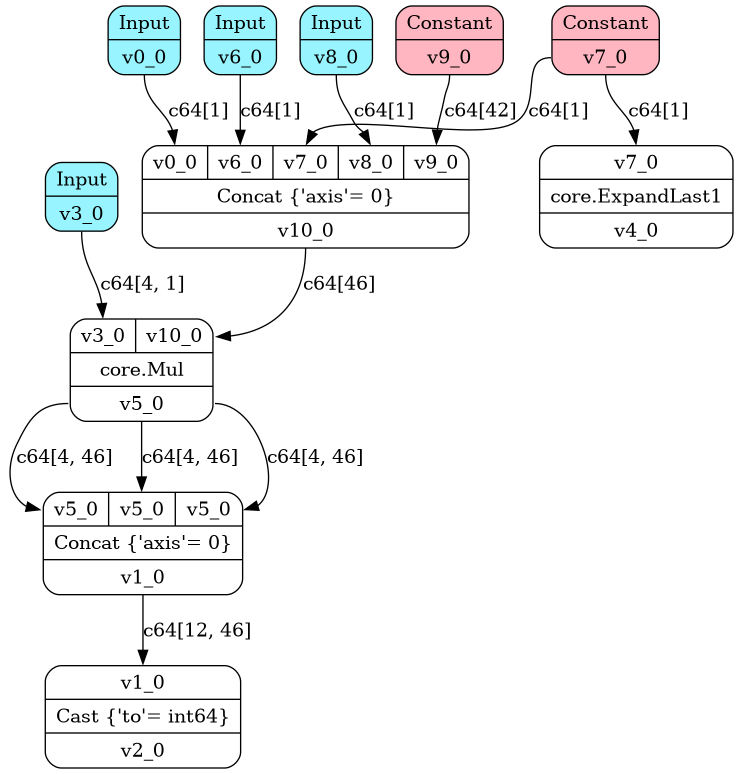 Input
v0_0
Input
v6_0
Input
v8_0
Constant
v9_0
Constant
v7_0
c64[1]
c64[1]
c64[1]
c64[42]
c64[1]
c64[1]
Input
v3_0
v0_0 v6_0 v7_0 v8_0 v9_0
Concat {'axis'= 0}
v10_0
v7_0
core.ExpandLast1
v4_0
c64[4, 1]
c64[46]
v3_0 v10_0
core.Mul
v5_0
c64[4, 46]
c64[4, 46]
c64[4, 46]
v5_0 v5_0 v5_0
Concat {'axis'= 0}
v1_0
c64[12, 46]
v1_0
Cast {'to'= int64}
v2_0